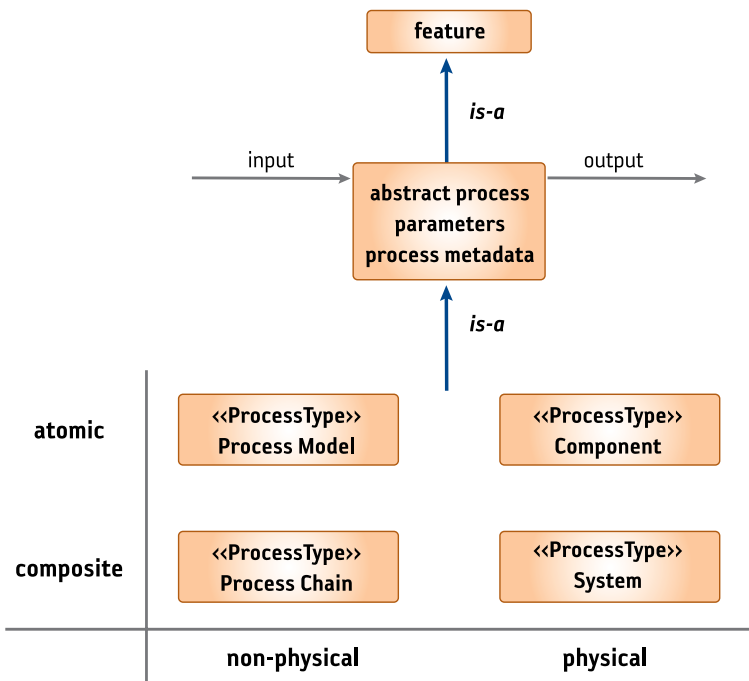 feature
is-a
input
output
abstract process
parameters
process metadata
is-a
atomic
‹‹ProcessType››
Process Model
‹‹ProcessType››
Component
composite
‹‹ProcessType››
Process Chain
‹‹ProcessType››
System
non-physical
physical